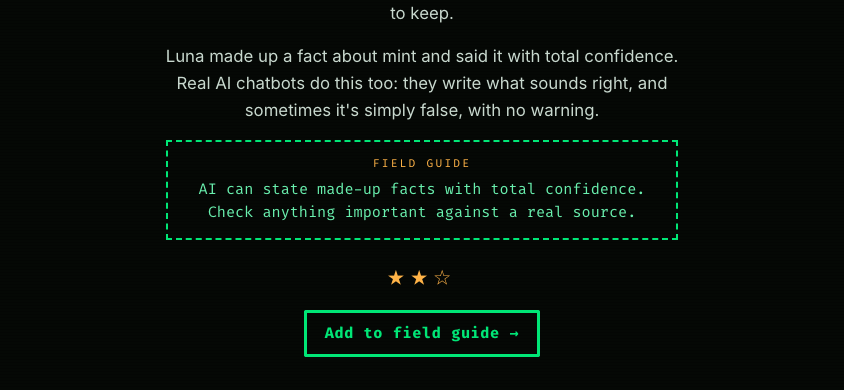 to keep.
Luna made up a fact about mint and said it with total confidence.
Real AI chatbots do this too: they write what sounds right, and
sometimes it's simply false, with no warning.
FIELD GUIDE
AI can state made-up facts with total confidence.
Check anything important against a real source.
★ ★ ☆
Add to field guide →